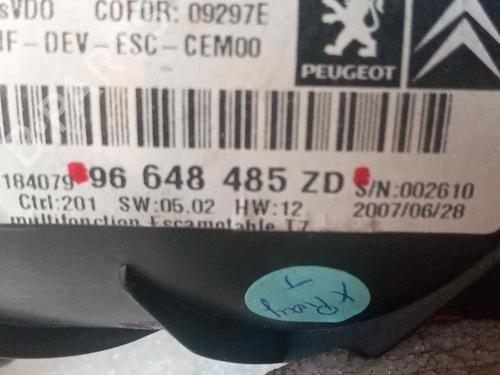 sVDO COFOR: 09297E
IF-DEV-ESC-CEM00
PEUGEOT
184079 96 648 485 ZD S/N:002610
Ctrl:201 SW:05.02 HW:12 2007/06/28
multifonction Escamotable T7